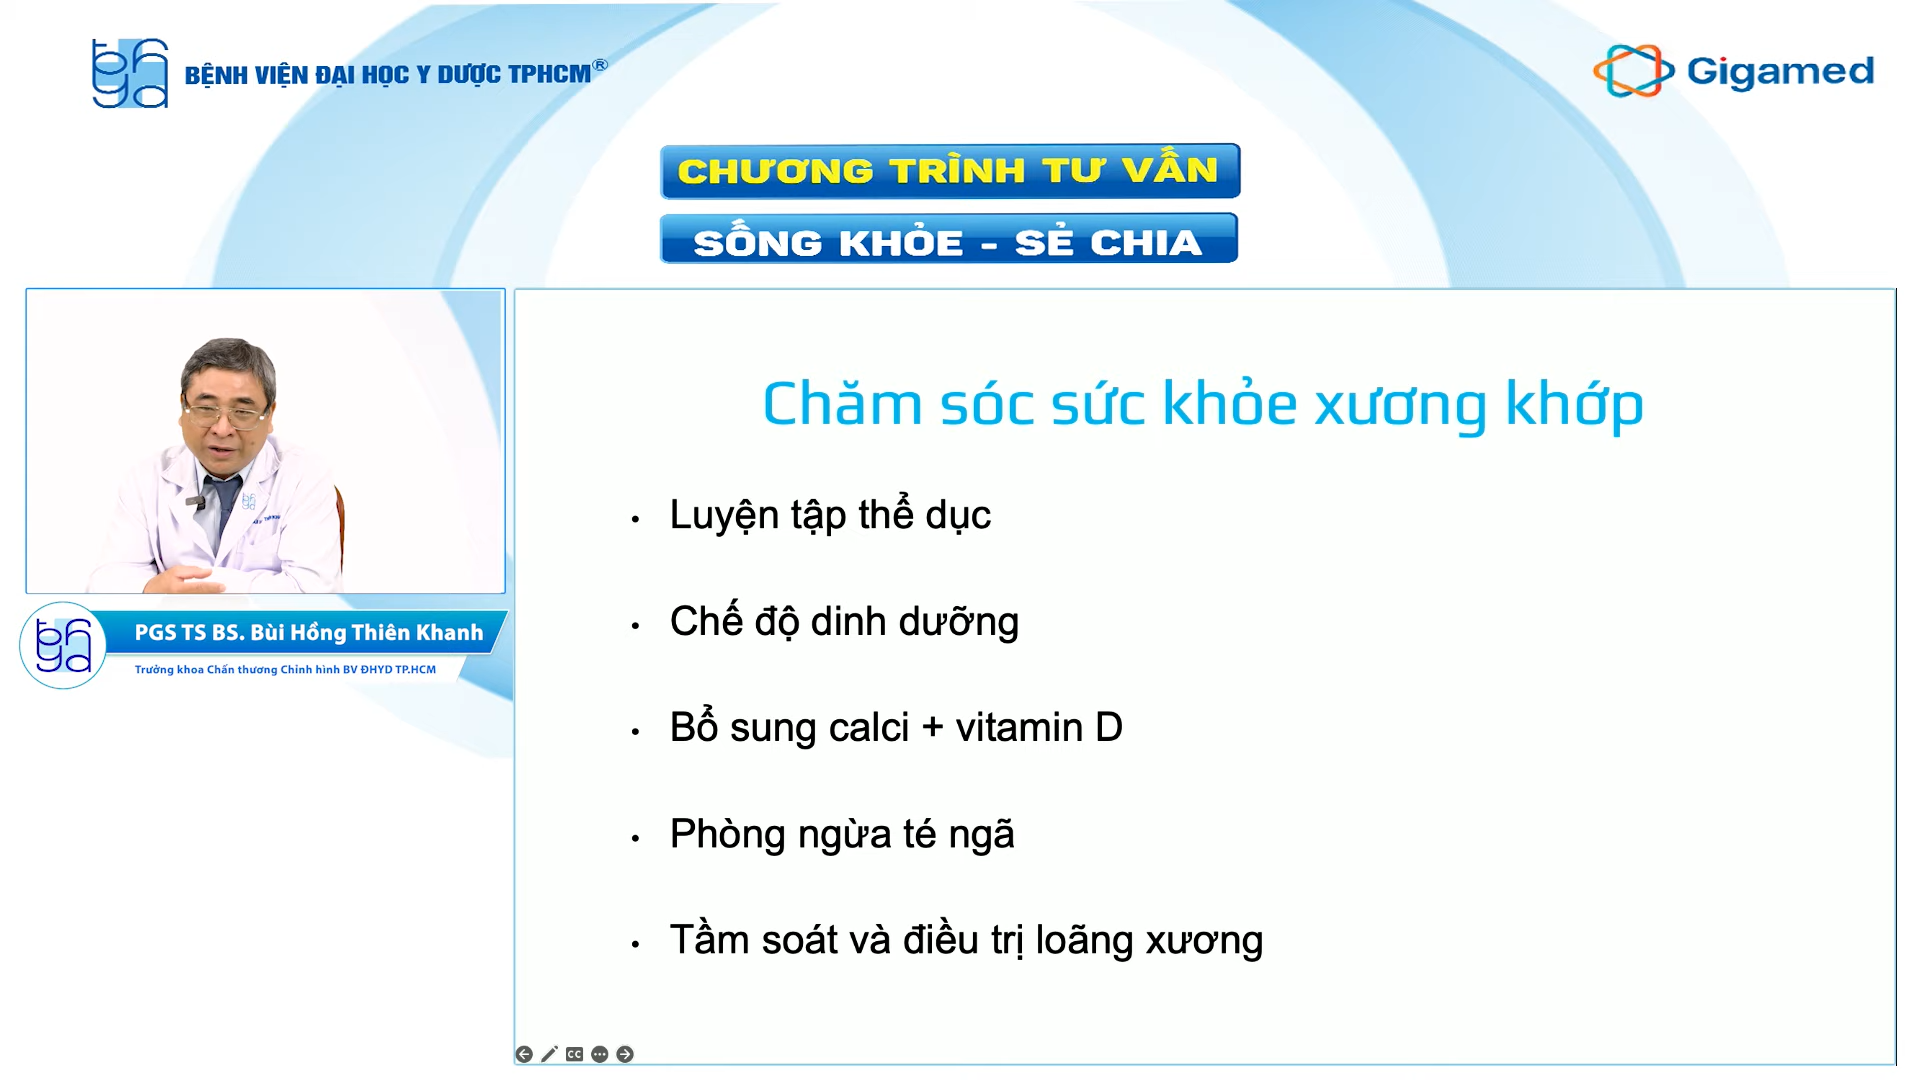 BỆNH VIỆN ĐẠI HỌC Y DƯỢC TPHCM®
Gigamed
CHƯƠNG TRÌNH TƯ VẤN
SỐNG KHỎE - SẺ CHIA
PGS TS BS. Bùi Hồng Thiên Khanh
Trưởng khoa Chấn thương Chỉnh hình BV ĐHYD TP.HCM
Chăm sóc sức khỏe xương khớp
• Luyện tập thể dục
• Chế độ dinh dưỡng
• Bổ sung calci + vitamin D
• Phòng ngừa té ngã
• Tầm soát và điều trị loãng xương
CC